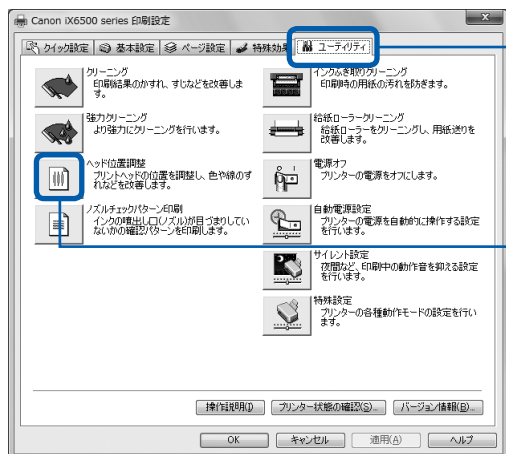 Canon iX6500 series 印刷設定
クイック設定 基本設定 ページ設定 特殊効果 ユーティリティ
クリーニング
印刷結果のかすれ、すじなどを改善します。
強力クリーニング
より強力にクリーニングを行います。
ヘッド位置調整
プリントヘッドの位置を調整し、色や線のずれなどを改善します。
ノズルチェックパターン印刷
インクの噴出し口(ノズル)が目づまりしていないかの確認パターンを印刷します。
インクふき取りクリーニング
印刷時の用紙の汚れを防ぎます。
給紙ローラークリーニング
給紙ローラーをクリーニングし、用紙送りを改善します。
電源オフ
プリンターの電源をオフにします。
自動電源設定
プリンターの電源を自動的に操作する設定を行います。
サイレント設定
夜間など、印刷中の動作音を抑える設定を行います。
特殊設定
プリンターの各種動作モードの設定を行います。
操作説明(I) プリンター状態の確認(S)... バージョン情報(B)...
OK キャンセル 適用(A) ヘルプ